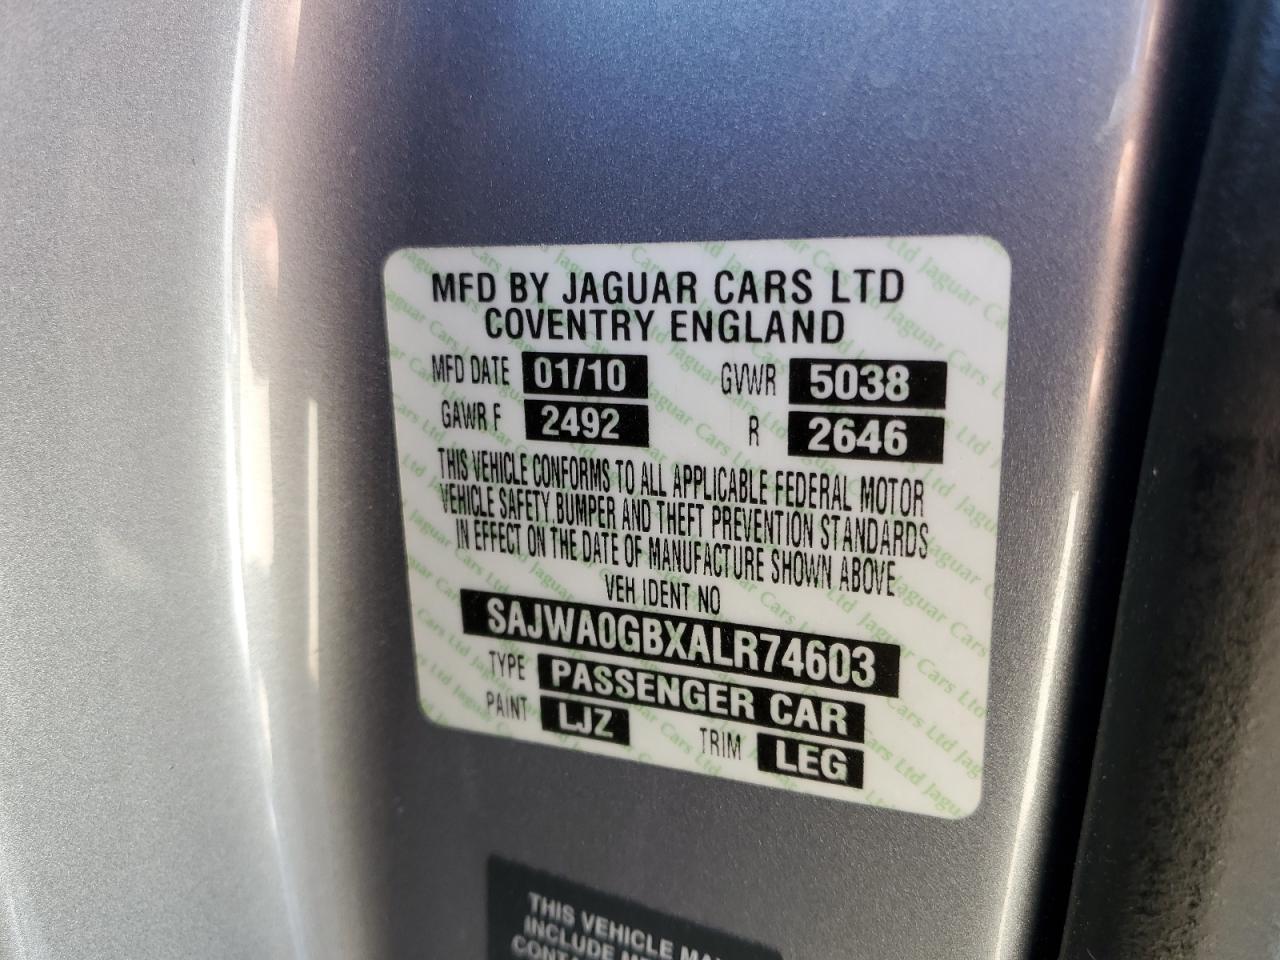 MFD BY JAGUAR CARS LTD
COVENTRY ENGLAND
MFD DATE 01/10 GVWR 5038
GAWR F 2492 R 2646
THIS VEHICLE CONFORMS TO ALL APPLICABLE FEDERAL MOTOR
VEHICLE SAFETY, BUMPER AND THEFT PREVENTION STANDARDS
IN EFFECT ON THE DATE OF MANUFACTURE SHOWN ABOVE
VEH IDENT NO
SAJWA0GBXALR74603
TYPE PASSENGER CAR
PAINT LJZ TRIM LEG
THIS VEHICLE
INCLUDE